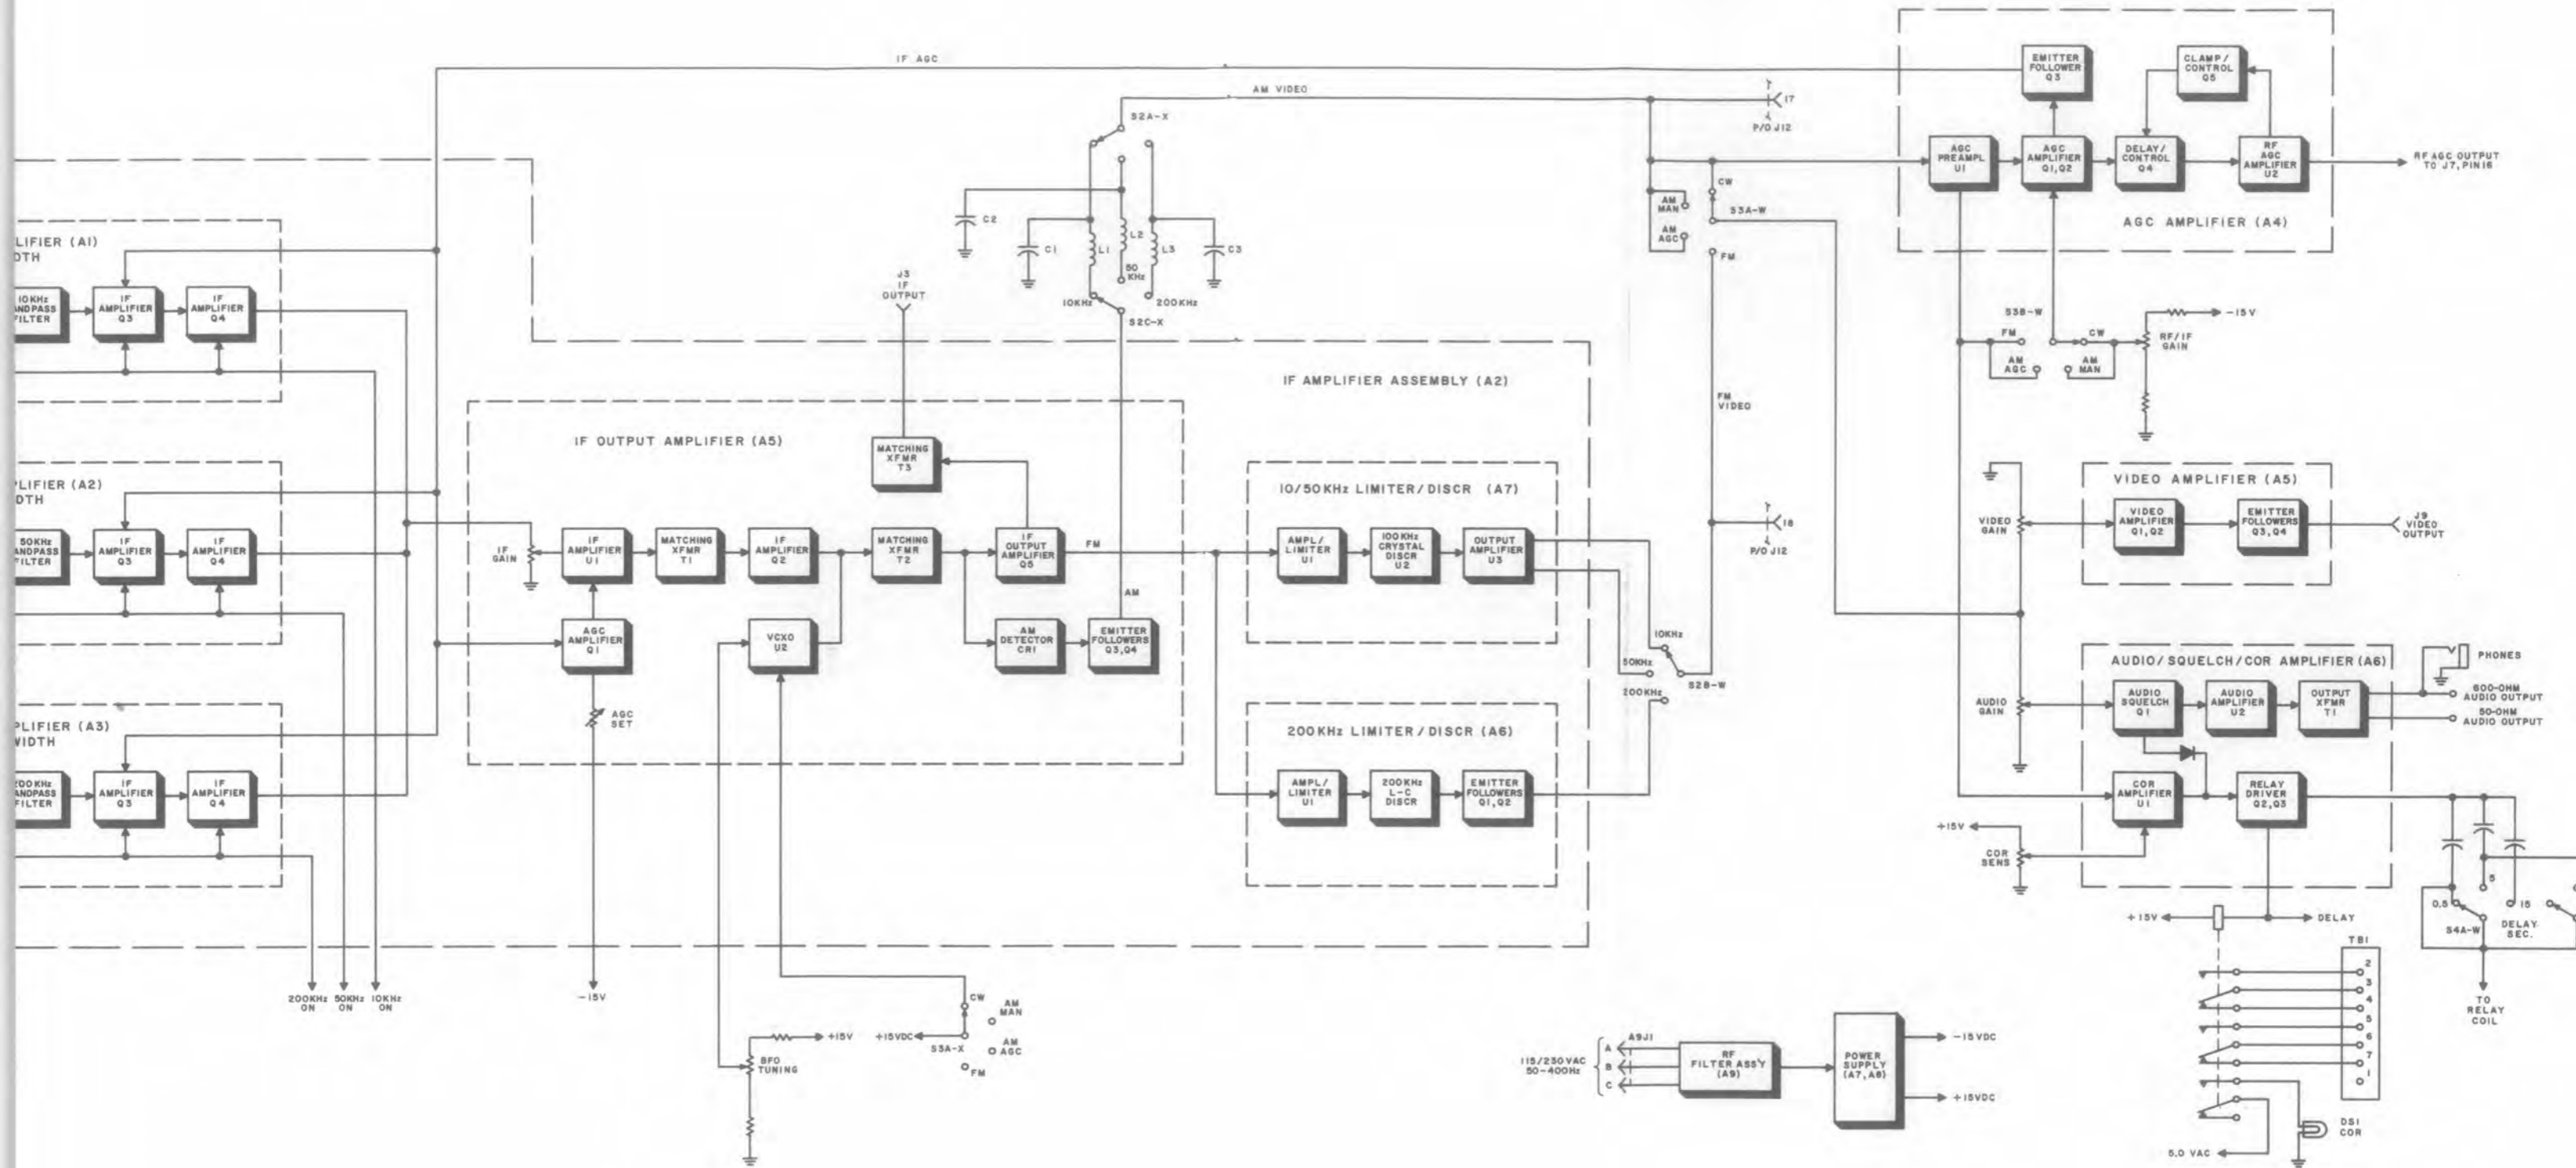 IF AGC
AM VIDEO
S2A-X
C2
C1
L1
L2
L3
C3
50
KHz
10KHz
200KHz
S2C-X
J3
IF
OUTPUT
17
P/O J12
EMITTER
FOLLOWER
Q3
CLAMP/
CONTROL
Q5
AGC
PREAMPL
U1
AGC
AMPLIFIER
Q1,Q2
DELAY/
CONTROL
Q4
RF
AGC
AMPLIFIER
U2
RF AGC OUTPUT
TO J7, PIN 16
AGC AMPLIFIER (A4)
CW
AM
MAN
S3A-W
AM
AGC
FM
S3B-W
FM
CW
AM
AGC
AM
MAN
-15V
RF/IF
GAIN
LIFIER (A1)
DTH
10KHz
ANDPASS
FILTER
IF
AMPLIFIER
Q3
IF
AMPLIFIER
Q4
PLIFIER (A2)
DTH
50KHz
ANDPASS
FILTER
IF
AMPLIFIER
Q3
IF
AMPLIFIER
Q4
PLIFIER (A3)
WIDTH
200KHz
ANDPASS
FILTER
IF
AMPLIFIER
Q3
IF
AMPLIFIER
Q4
200KHz
ON
50KHz
ON
10KHz
ON
IF AMPLIFIER ASSEMBLY (A2)
IF OUTPUT AMPLIFIER (A5)
MATCHING
XFMR
T3
IF
GAIN
IF
AMPLIFIER
U1
MATCHING
XFMR
T1
IF
AMPLIFIER
Q2
MATCHING
XFMR
T2
IF
OUTPUT
AMPLIFIER
Q5
FM
AM
AGC
AMPLIFIER
Q1
VCXO
U2
AM
DETECTOR
CR1
EMITTER
FOLLOWERS
Q3,Q4
AGC
SET
-15V
10/50KHz LIMITER/DISCR (A7)
AMPL/
LIMITER
U1
100KHz
CRYSTAL
DISCR
U2
OUTPUT
AMPLIFIER
U3
200KHz LIMITER/DISCR (A6)
AMPL/
LIMITER
U1
200KHz
L-C
DISCR
EMITTER
FOLLOWERS
Q1,Q2
10KHz
50KHz
200KHz
S2B-W
FM
VIDEO
18
P/O J12
VIDEO
GAIN
VIDEO AMPLIFIER (A5)
VIDEO
AMPLIFIER
Q1,Q2
EMITTER
FOLLOWERS
Q3,Q4
J9
VIDEO
OUTPUT
AUDIO/SQUELCH/COR AMPLIFIER (A6)
AUDIO
GAIN
AUDIO
SQUELCH
Q1
AUDIO
AMPLIFIER
U2
OUTPUT
XFMR
T1
PHONES
600-OHM
AUDIO OUTPUT
50-OHM
AUDIO OUTPUT
COR
AMPLIFIER
U1
RELAY
DRIVER
Q2,Q3
+15V
COR
SENS
+15V
DELAY
0.5
5
15
S4A-W
DELAY
SEC.
TO
RELAY
COIL
TB1
2
3
4
5
6
7
1
DS1
COR
5.0 VAC
+15V
BFO
TUNING
+15VDC
CW
AM
MAN
S3A-X
AM
AGC
FM
115/230VAC
50-400Hz
A
B
C
A9J1
RF
FILTER ASS'Y
(A9)
POWER
SUPPLY
(A7,A8)
-15VDC
+15VDC